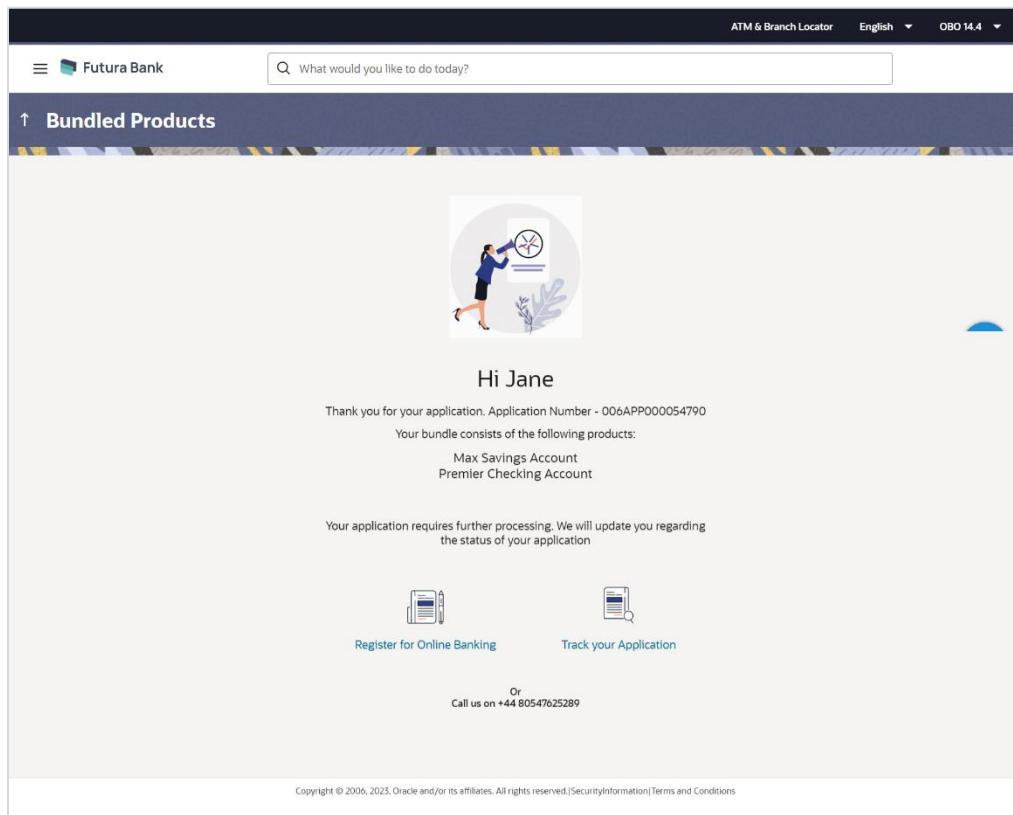 ATM & Branch Locator English OBO 14.4
Futura Bank What would you like to do today?
Bundled Products
Hi Jane
Thank you for your application. Application Number - 006APP000054790
Your bundle consists of the following products:
Max Savings Account
Premier Checking Account
Your application requires further processing. We will update you regarding
the status of your application
Register for Online Banking Track your Application
Or
Call us on +44 80547625289
Copyright © 2006, 2023, Oracle and/or its affiliates. All rights reserved.|SecurityInformation|Terms and Conditions